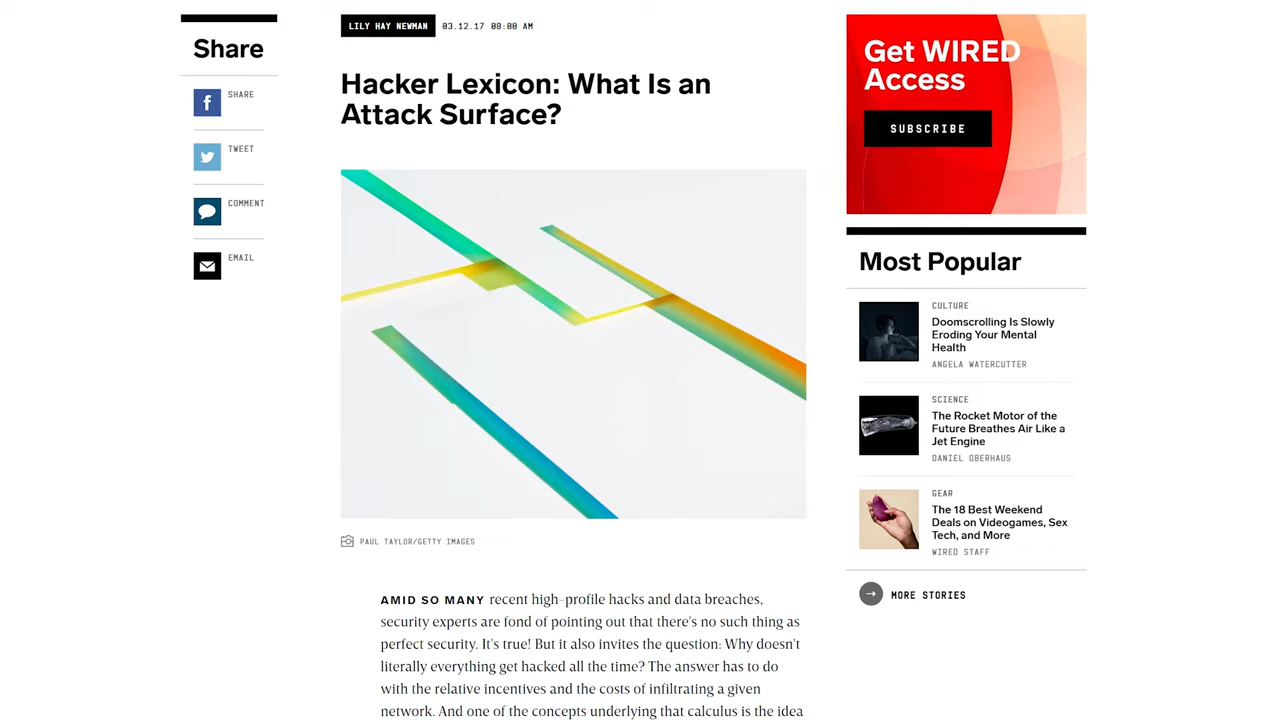 Share
SHARE
TWEET
COMMENT
EMAIL
LILY HAY NEWMAN 03.12.17 08:00 AM
Hacker Lexicon: What Is an
Attack Surface?
PAUL TAYLOR/GETTY IMAGES
AMID SO MANY recent high-profile hacks and data breaches,
security experts are fond of pointing out that there's no such thing as
perfect security. It's true! But it also invites the question: Why doesn't
literally everything get hacked all the time? The answer has to do
with the relative incentives and the costs of infiltrating a given
network. And one of the concepts underlying that calculus is the idea
Get WIRED
Access
SUBSCRIBE
Most Popular
CULTURE
Doomscrolling Is Slowly
Eroding Your Mental
Health
ANGELA WATERCUTTER
SCIENCE
The Rocket Motor of the
Future Breathes Air Like a
Jet Engine
DANIEL OBERHAUS
GEAR
The 18 Best Weekend
Deals on Videogames, Sex
Tech, and More
WIRED STAFF
MORE STORIES